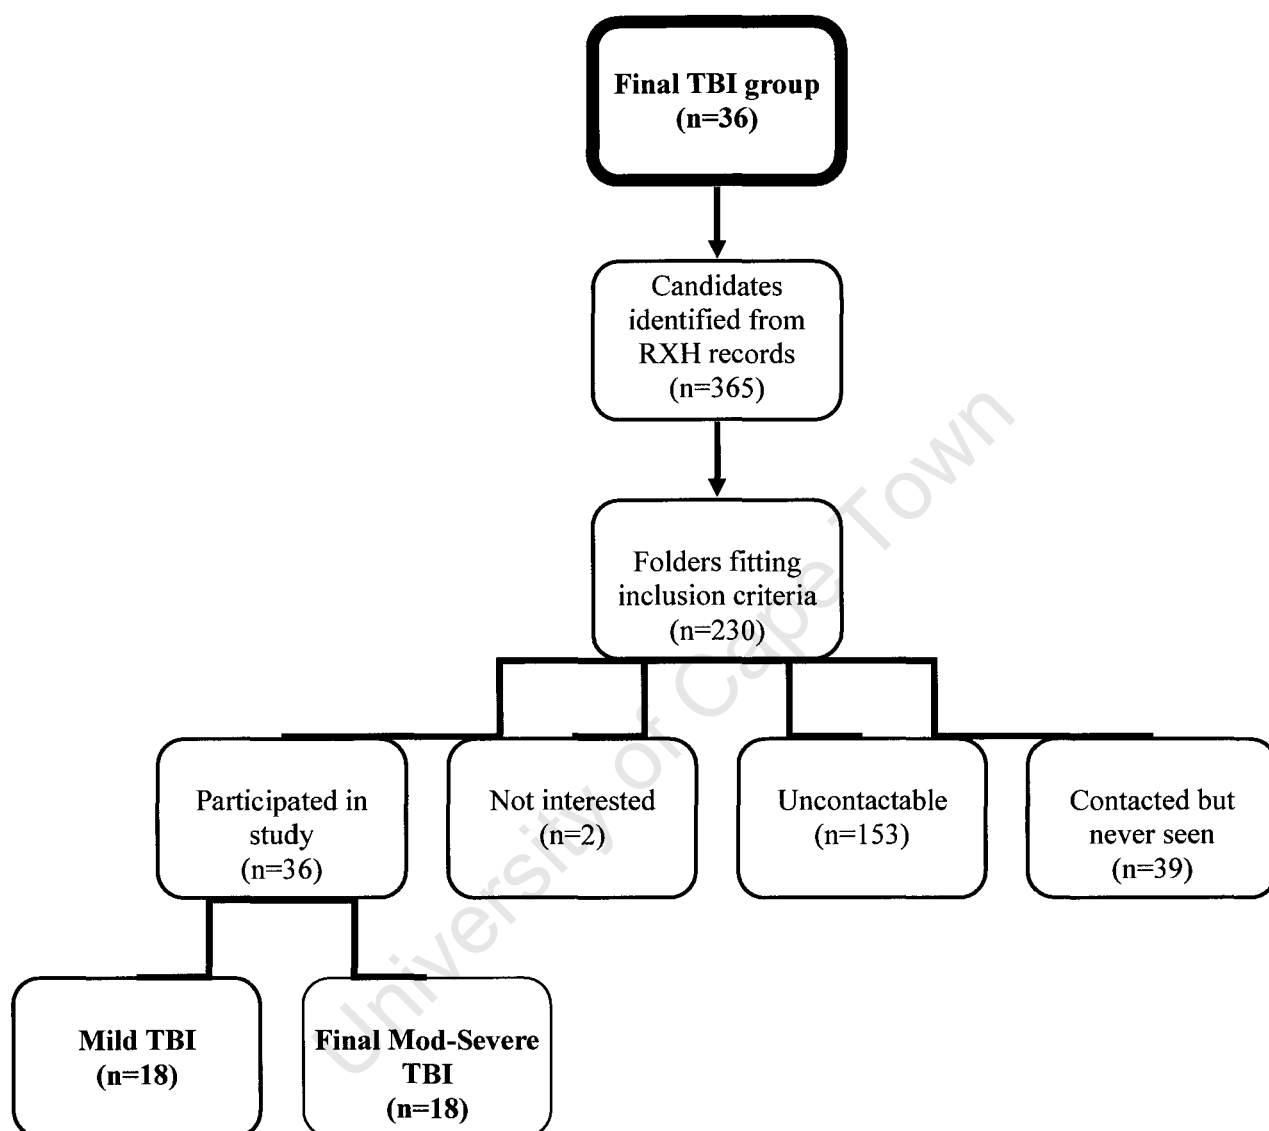 Final TBI group
(n=36)
Candidates
identified from
RXH records
(n=365)
Folders fitting
inclusion criteria
(n=230)
Participated in
study
(n=36)
Not interested
(n=2)
Uncontactable
(n=153)
Contacted but
never seen
(n=39)
Mild TBI
(n=18)
Final Mod-Severe
TBI
(n=18)
University of Cape Town